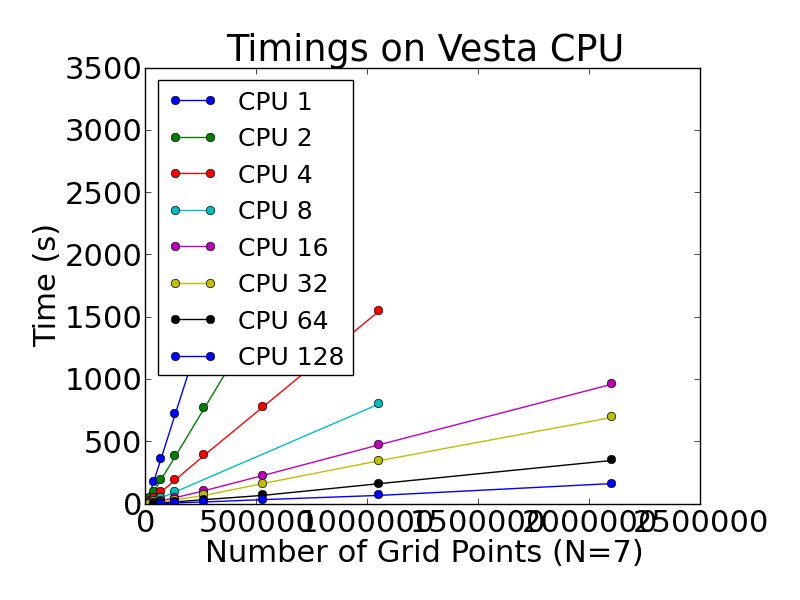 Timings on Vesta CPU
3500
3000
2500
2000
1500
1000
500
0
Time (s)
CPU 1
CPU 2
CPU 4
CPU 8
CPU 16
CPU 32
CPU 64
CPU 128
0 500000 1000000 1500000 2000000 2500000
Number of Grid Points (N=7)